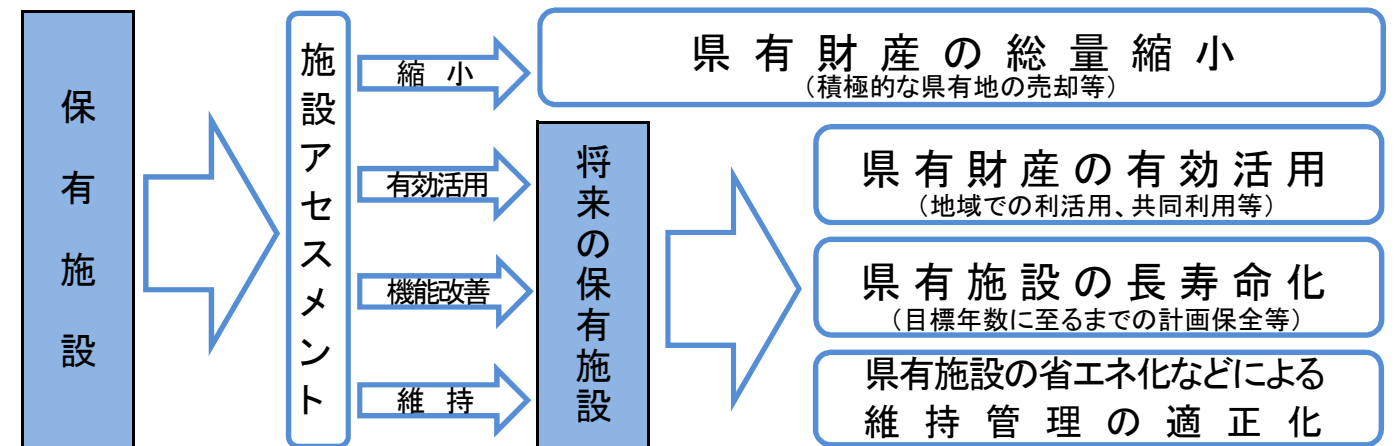 保有施設
施設アセスメント
縮小
有効活用
機能改善
維持
県有財産の総量縮小
（積極的な県有地の売却等）
将来の保有施設
県有財産の有効活用
（地域での利活用、共同利用等）
県有施設の長寿命化
（目標年数に至るまでの計画保全等）
県有施設の省エネ化などによる
維持管理の適正化